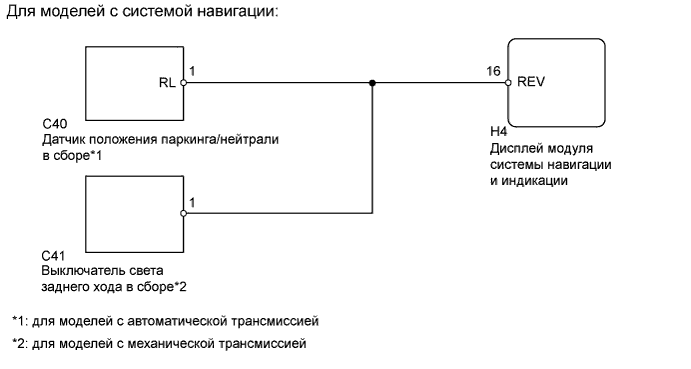 Для моделей с системой навигации:
RL
1
16
REV
C40
Датчик положения паркинга/нейтрали
в сборе*1
H4
Дисплей модуля
системы навигации
и индикации
1
C41
Выключатель света
заднего хода в сборе*2
*1: для моделей с автоматической трансмиссией
*2: для моделей с механической трансмиссией